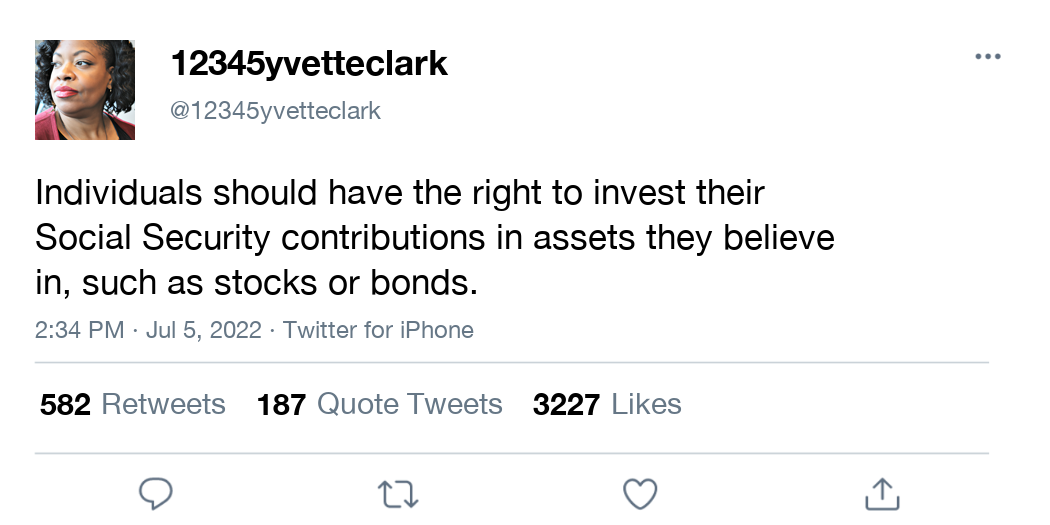 12345yvetteclark
@12345yvetteclark
Individuals should have the right to invest their
Social Security contributions in assets they believe
in, such as stocks or bonds.
2:34 PM · Jul 5, 2022 · Twitter for iPhone
582 Retweets 187 Quote Tweets 3227 Likes